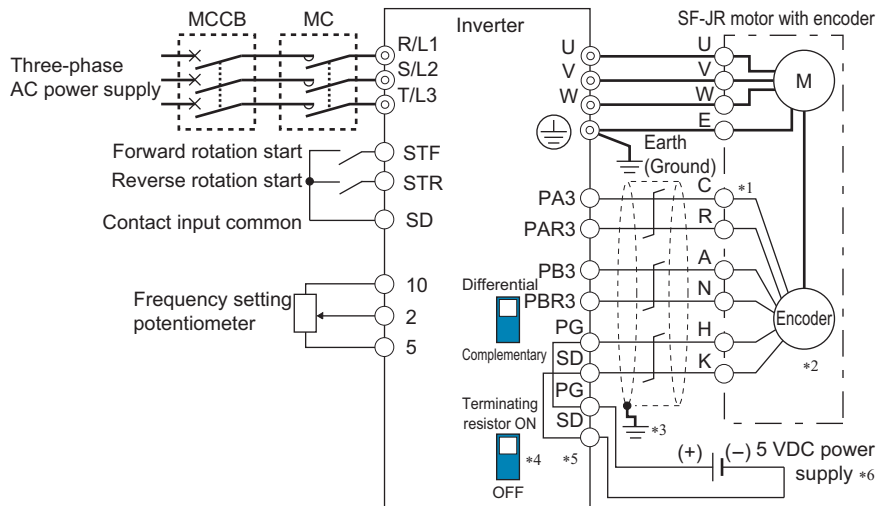 MCCB
MC
Inverter
SF-JR motor with encoder
Three-phase
AC power supply
R/L1
S/L2
T/L3
U
V
W
U
V
W
E
M
Earth
(Ground)
Forward rotation start
STF
Reverse rotation start
STR
Contact input common
SD
Frequency setting
potentiometer
10
2
5
PA3
PAR3
PB3
PBR3
PG
SD
PG
SD
C
*1
R
A
N
H
K
Encoder
*2
Differential
Complementary
Terminating
resistor ON
*4
OFF
*5
*3
(+)
(−)
5 VDC power
supply *6